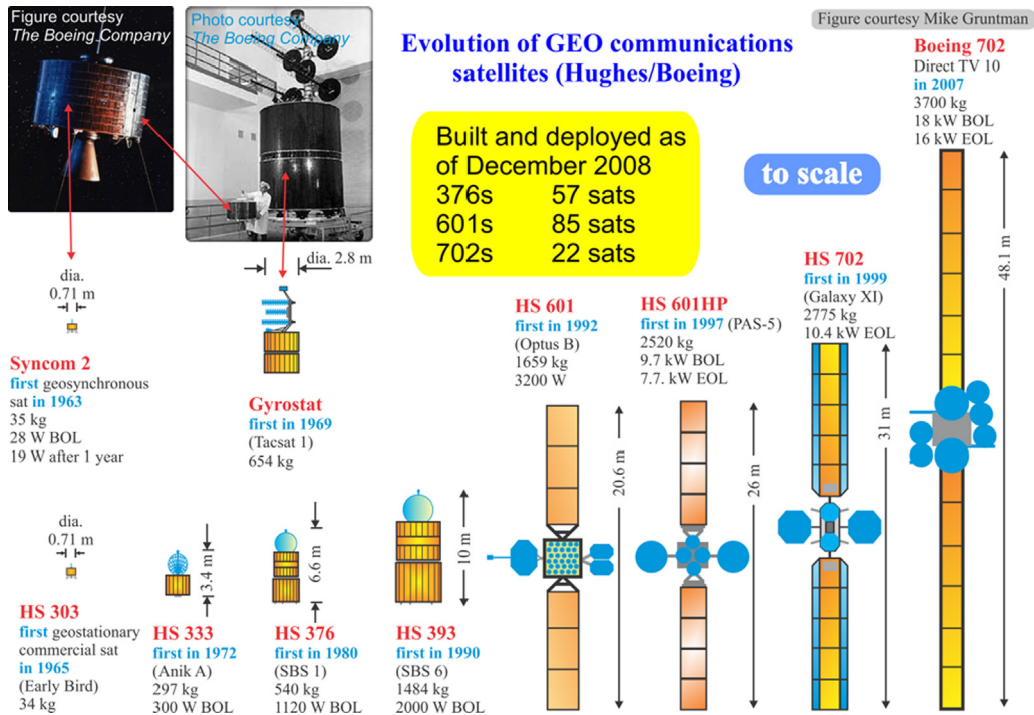 Figure courtesy
The Boeing Company
Photo courtesy
The Boeing Company
Evolution of GEO communications
satellites (Hughes/Boeing)
Figure courtesy Mike Gruntman
Built and deployed as
of December 2008
376s 57 sats
601s 85 sats
702s 22 sats
to scale
Boeing 702
Direct TV 10
in 2007
3700 kg
18 kW BOL
16 kW EOL
48.1 m
dia.
0.71 m
Syncom 2
first geosynchronous
sat in 1963
35 kg
28 W BOL
19 W after 1 year
dia. 2.8 m
Gyrostat
first in 1969
(Tacsat 1)
654 kg
HS 601
first in 1992
(Optus B)
1659 kg
3200 W
20.6 m
HS 601HP
first in 1997 (PAS-5)
2520 kg
9.7 kW BOL
7.7. kW EOL
26 m
HS 702
first in 1999
(Galaxy XI)
2775 kg
10.4 kW EOL
31 m
dia.
0.71 m
HS 303
first geostationary
commercial sat
in 1965
(Early Bird)
34 kg
3.4 m
HS 333
first in 1972
(Anik A)
297 kg
300 W BOL
6.6 m
HS 376
first in 1980
(SBS 1)
540 kg
1120 W BOL
10 m
HS 393
first in 1990
(SBS 6)
1484 kg
2000 W BOL